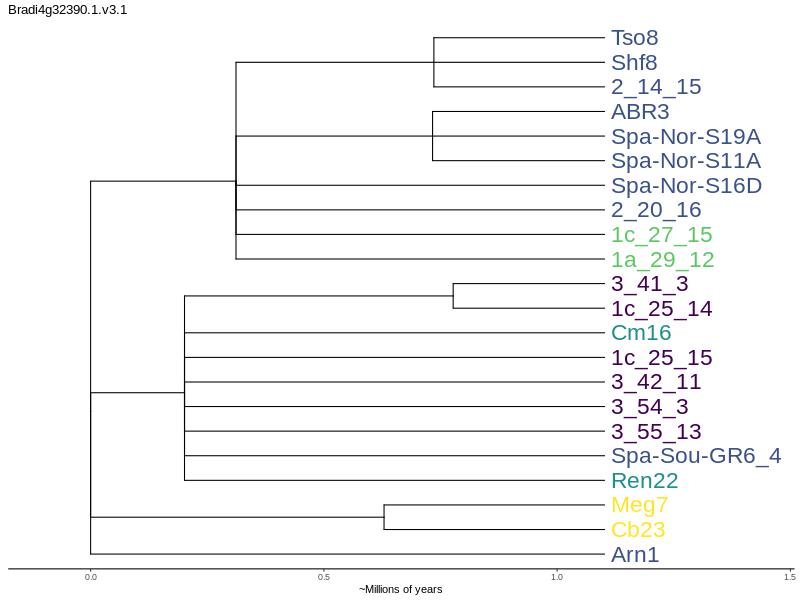 Bradi4g32390.1.v3.1
Tso8
Shf8
2_14_15
ABR3
Spa-Nor-S19A
Spa-Nor-S11A
Spa-Nor-S16D
2_20_16
1c_27_15
1a_29_12
3_41_3
1c_25_14
Cm16
1c_25_15
3_42_11
3_54_3
3_55_13
Spa-Sou-GR6_4
Ren22
Meg7
Cb23
Arn1
0.0 0.5 1.0 1.5
~Millions of years